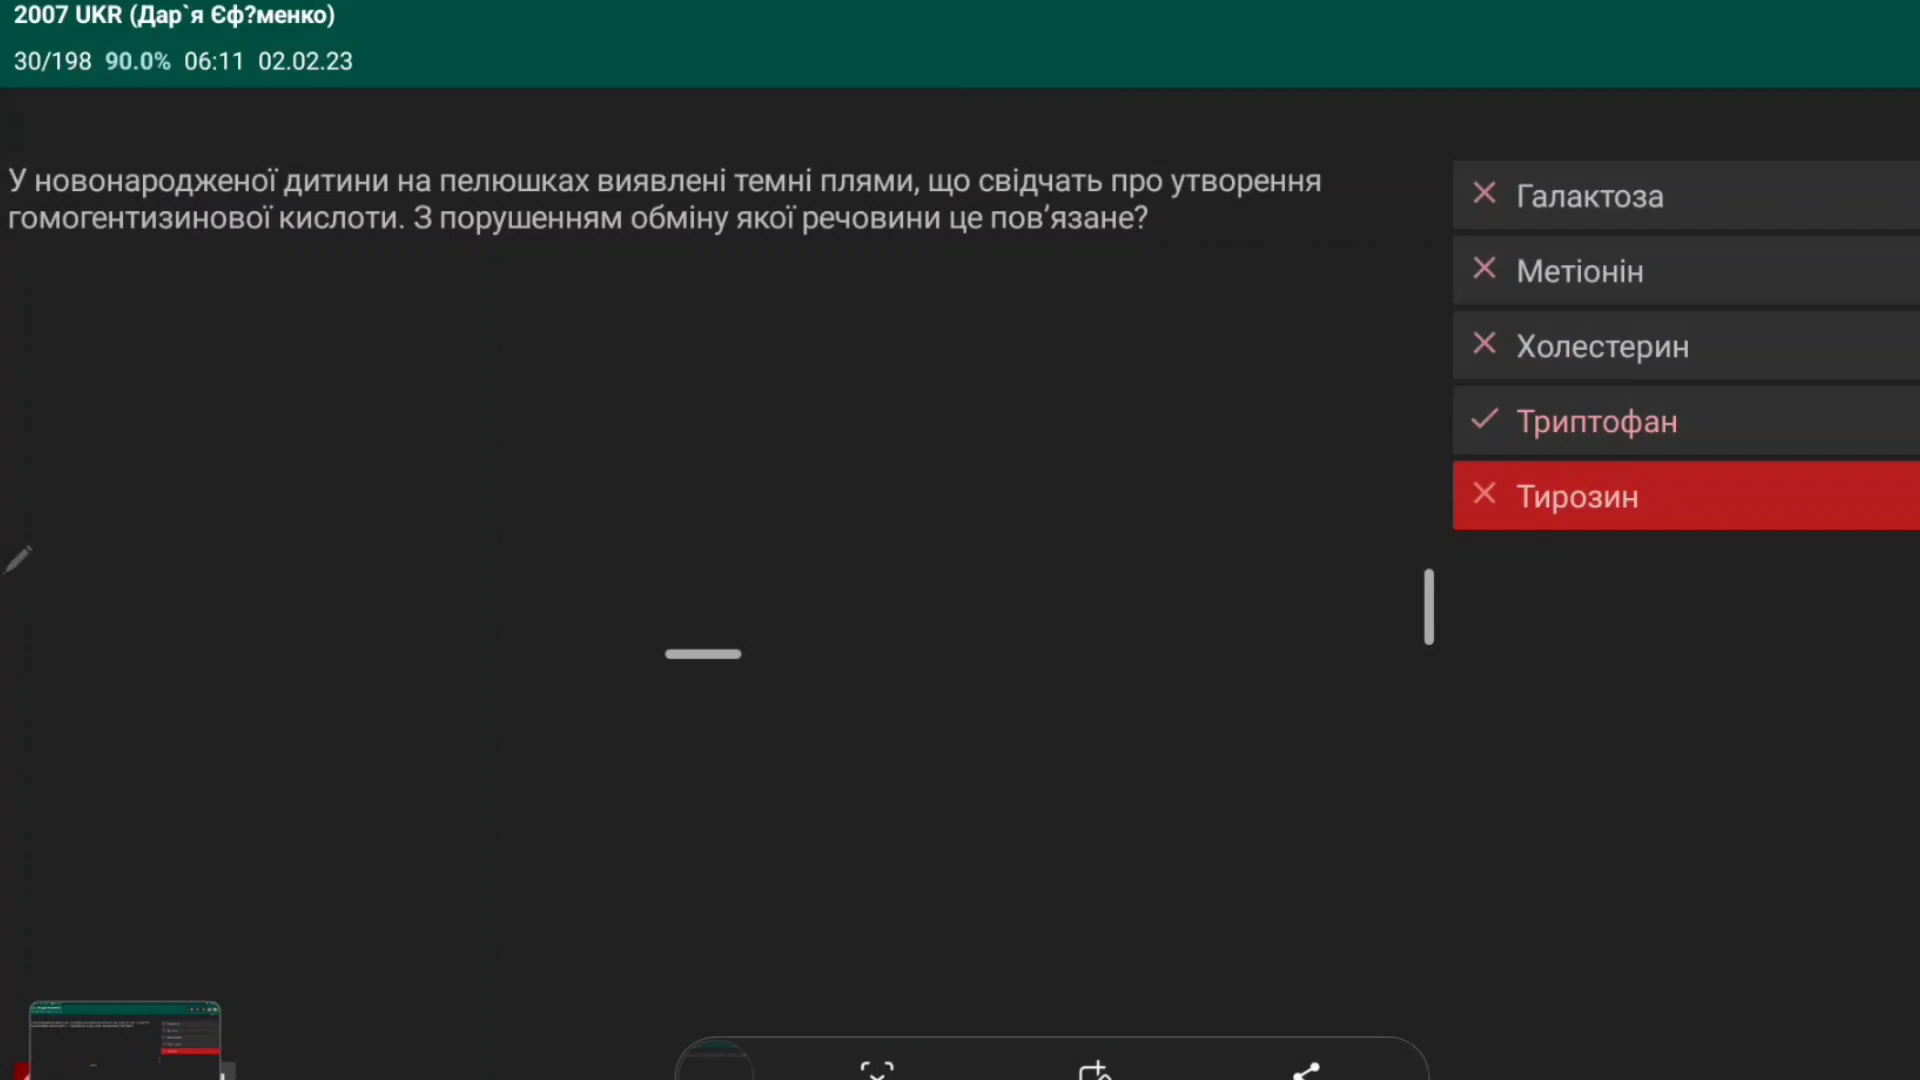 2007 UKR (Дар`я Єф?менко)
30/198 90.0% 06:11 02.02.23
У новонародженої дитини на пелюшках виявлені темні плями, що свідчать про утворення
гомогентизинової кислоти. З порушенням обміну якої речовини це пов’язане?
Галактоза
Метіонін
Холестерин
Триптофан
Тирозин